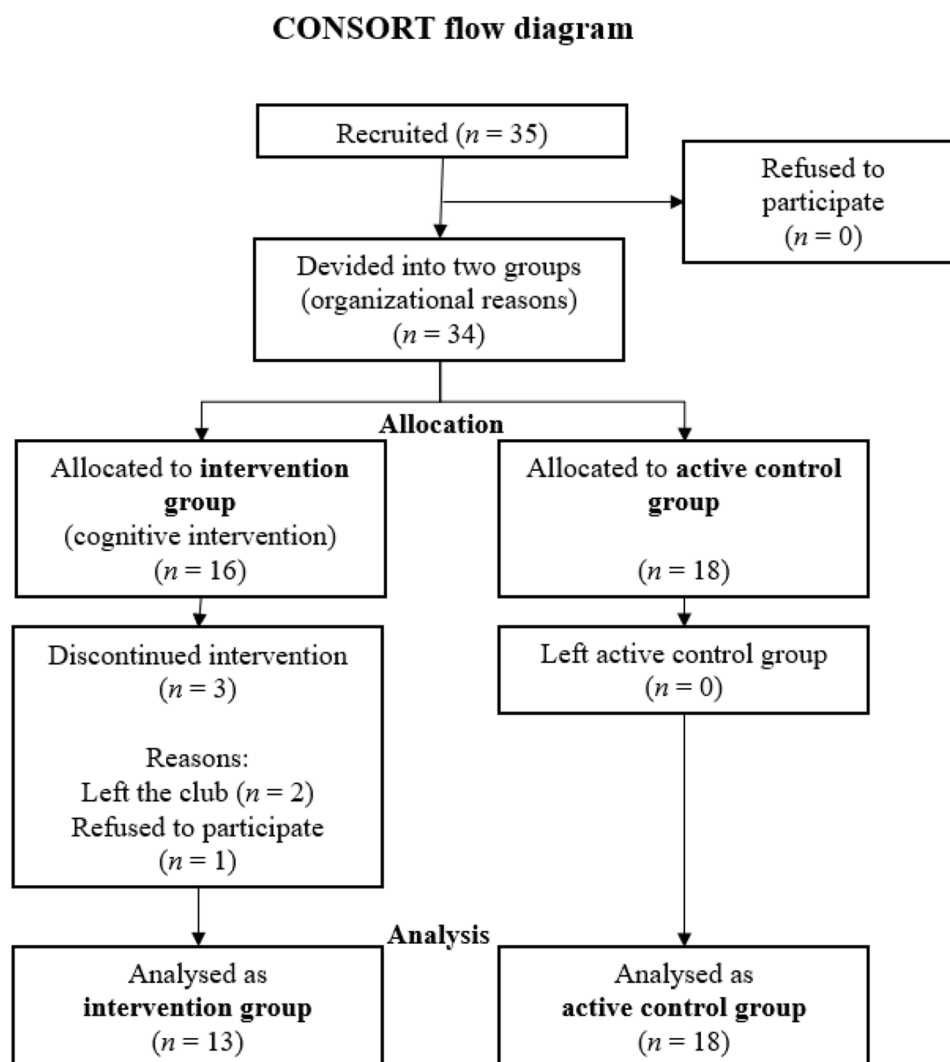 CONSORT flow diagram
Recruited (n = 35)
Refused to
participate
(n = 0)
Devided into two groups
(organizational reasons)
(n = 34)
Allocation
Allocated to intervention
group
(cognitive intervention)
(n = 16)
Allocated to active control
group
(n = 18)
Discontinued intervention
(n = 3)
Reasons:
Left the club (n = 2)
Refused to participate
(n = 1)
Left active control group
(n = 0)
Analysis
Analysed as
intervention group
(n = 13)
Analysed as
active control group
(n = 18)